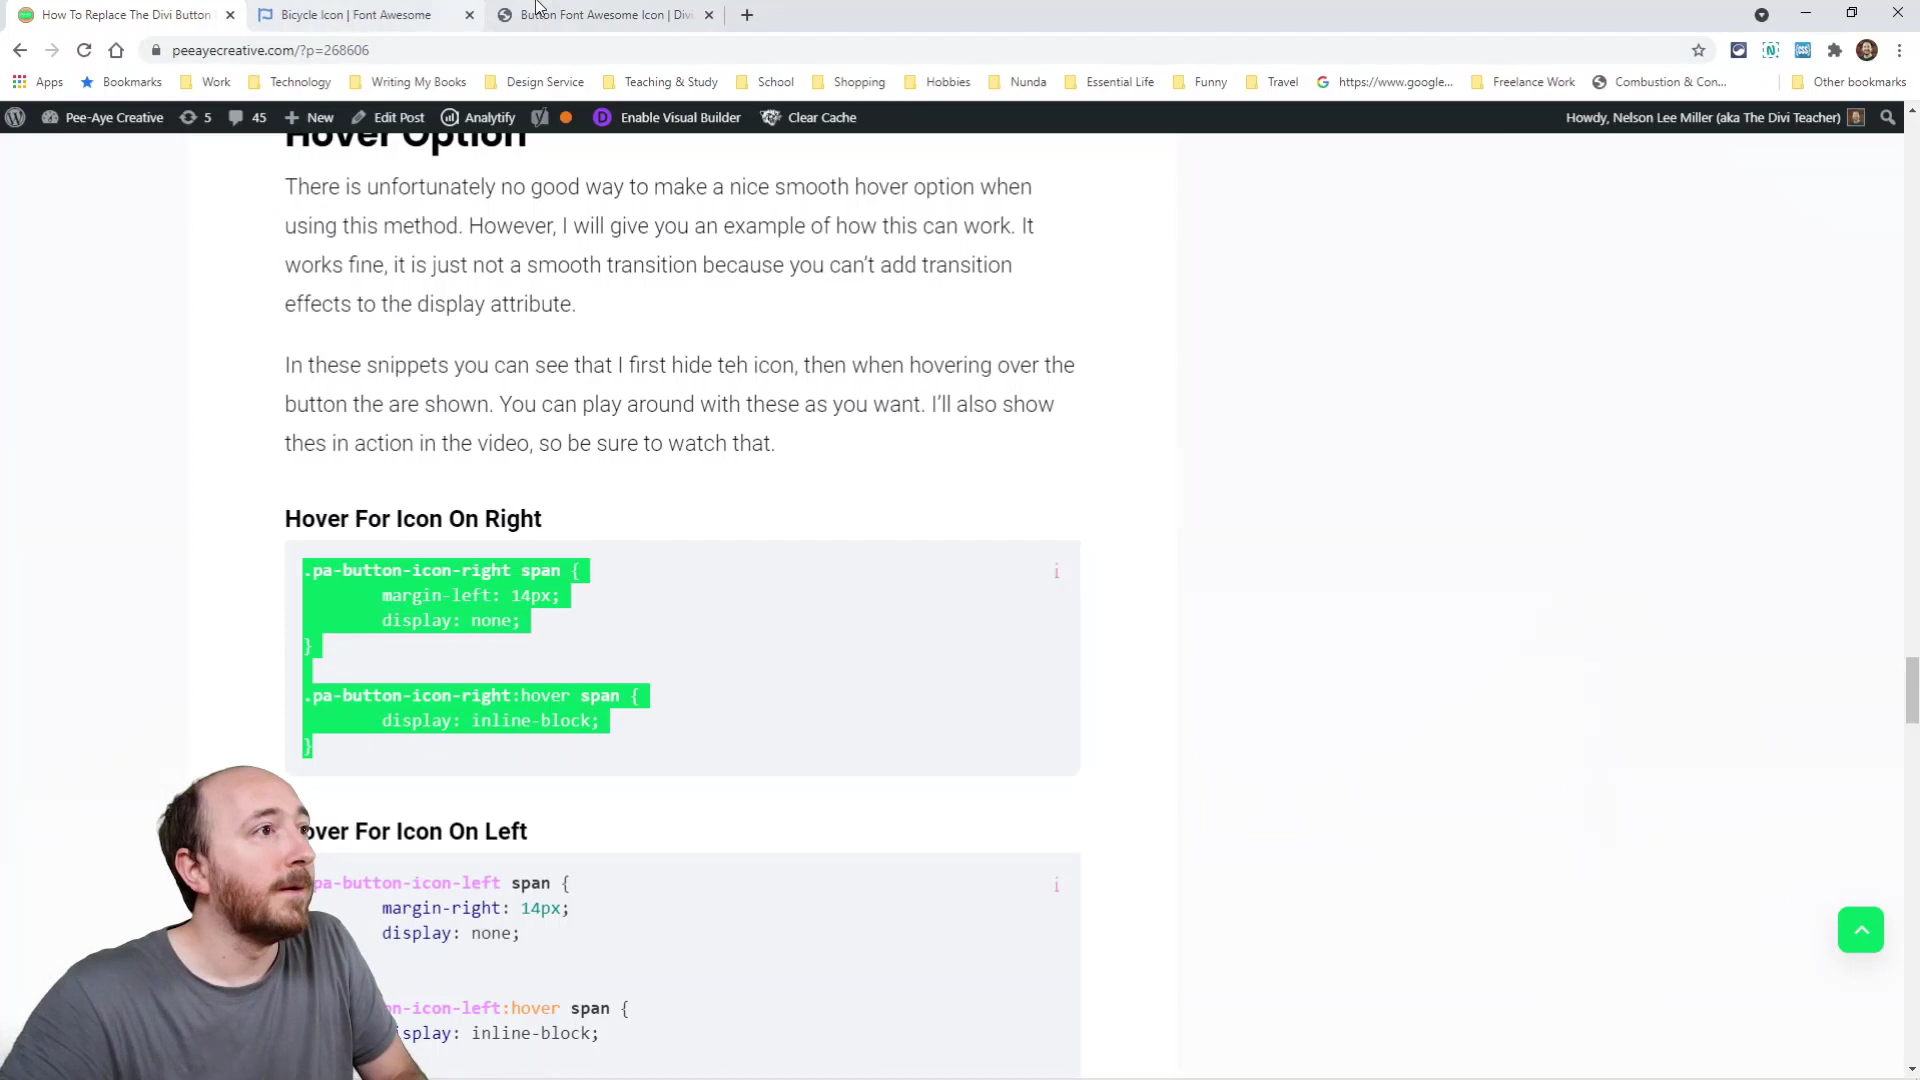 How To Replace The Divi Button
Bicycle Icon | Font Awesome
Button Font Awesome Icon | Divi
peeayecreative.com/?p=268606
Apps
Bookmarks
Work
Technology
Writing My Books
Design Service
Teaching & Study
School
Shopping
Hobbies
Nunda
Essential Life
Funny
Travel
https://www.google...
Freelance Work
Combustion & Con...
Other bookmarks
Pee-Aye Creative
5
45
New
Edit Post
Analytify
Enable Visual Builder
Clear Cache
Howdy, Nelson Lee Miller (aka The Divi Teacher)
Hover Option
There is unfortunately no good way to make a nice smooth hover option when
using this method. However, I will give you an example of how this can work. It
works fine, it is just not a smooth transition because you can't add transition
effects to the display attribute.
In these snippets you can see that I first hide teh icon, then when hovering over the
button the are shown. You can play around with these as you want. I'll also show
thes in action in the video, so be sure to watch that.
Hover For Icon On Right
.pa-button-icon-right span {
margin-left: 14px;
display: none;
}
.pa-button-icon-right:hover span {
display: inline-block;
}
i
over For Icon On Left
pa-button-icon-left span {
margin-right: 14px;
display: none;
i
n-icon-left:hover span {
isplay: inline-block;